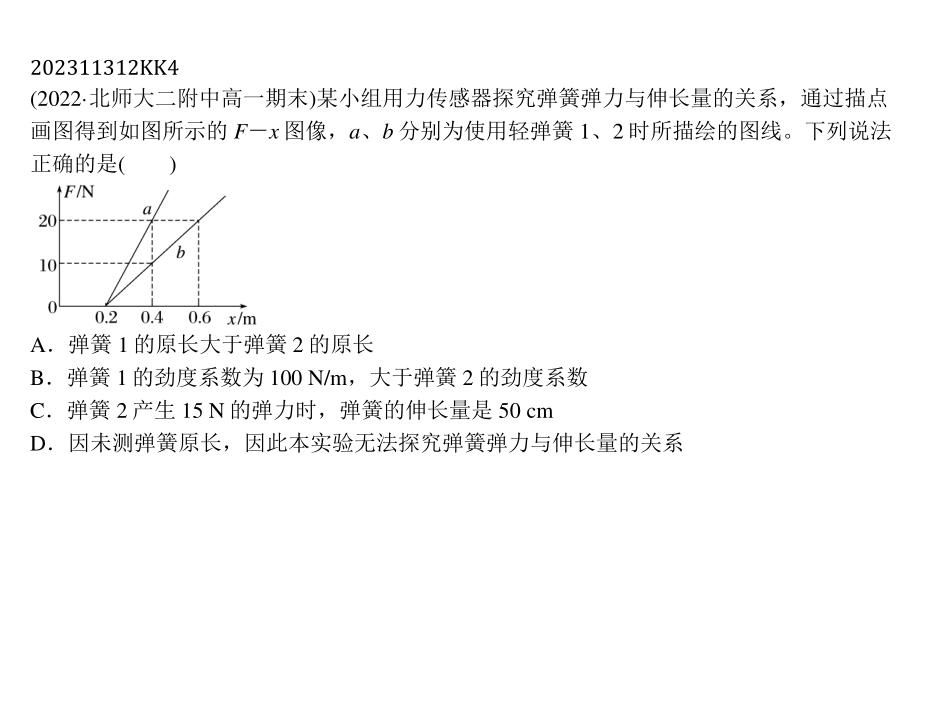 202311312KK4
(2022·北师大二附中高一期末)某小组用力传感器探究弹簧弹力与伸长量的关系，通过描点
画图得到如图所示的 F－x 图像，a、b 分别为使用轻弹簧 1、2 时所描绘的图线。下列说法
正确的是(　　)
F/N
a
20
b
10
0
0.2 0.4 0.6 x/m
A．弹簧 1 的原长大于弹簧 2 的原长
B．弹簧 1 的劲度系数为 100 N/m，大于弹簧 2 的劲度系数
C．弹簧 2 产生 15 N 的弹力时，弹簧的伸长量是 50 cm
D．因未测弹簧原长，因此本实验无法探究弹簧弹力与伸长量的关系